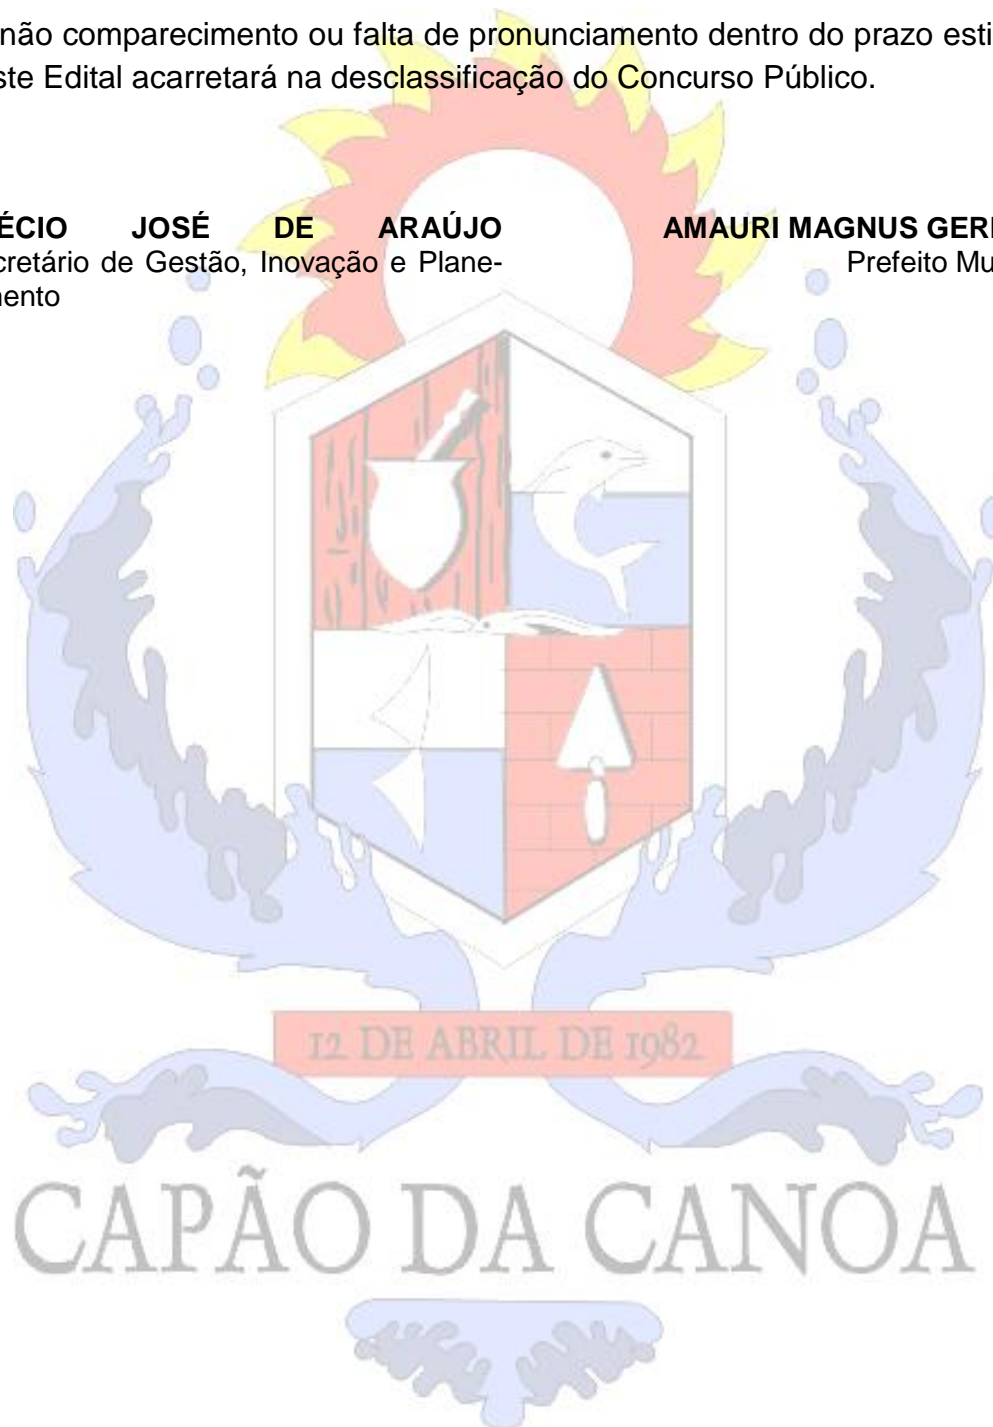 não comparecimento ou falta de pronunciamento dentro do prazo esti
ste Edital acarretará na desclassificação do Concurso Público.
ÉCIO JOSÉ DE ARAÚJO
cretário de Gestão, Inovação e Plane-
mento
AMAURI MAGNUS GER
Prefeito Mu
12 DE ABRIL DE 1982
CAPÃO DA CANOA